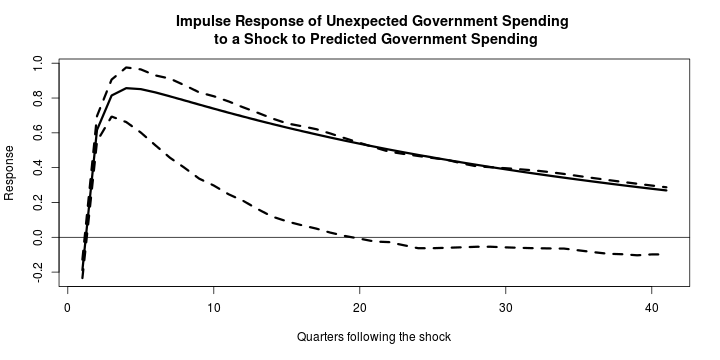 Impulse Response of Unexpected Government Spending
to a Shock to Predicted Government Spending
Response
1.0
0.8
0.6
0.4
0.2
0.0
-0.2
0 10 20 30 40
Quarters following the shock